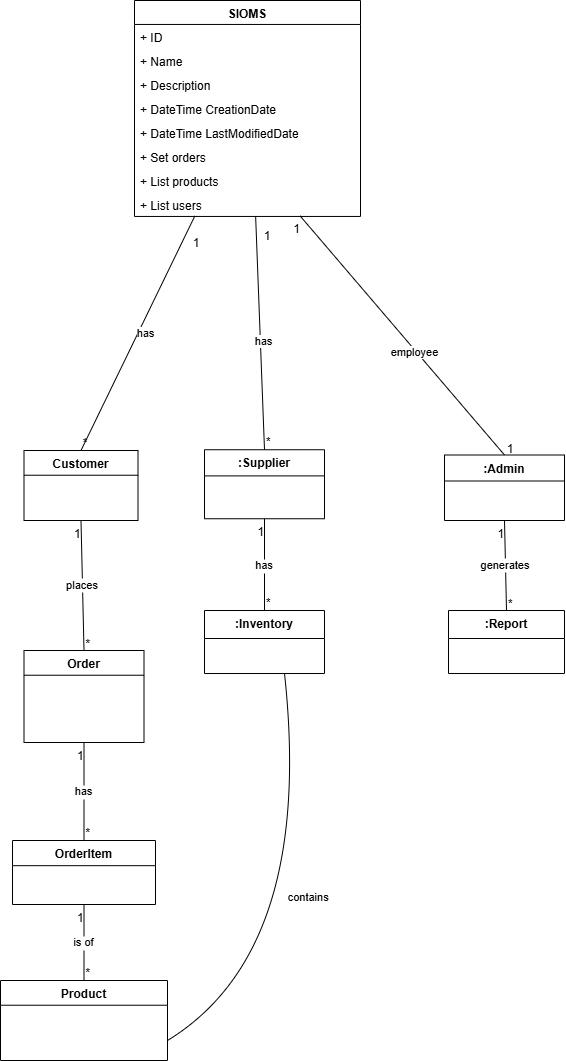 SIOMS
+ ID
+ Name
+ Description
+ DateTime CreationDate
+ DateTime LastModifiedDate
+ Set orders
+ List products
+ List users
1
1
1
has
has
employee
*
*
1
Customer
:Supplier
:Admin
1
1
1
places
has
generates
*
*
*
Order
:Inventory
:Report
1
has
*
OrderItem
contains
1
is of
*
Product